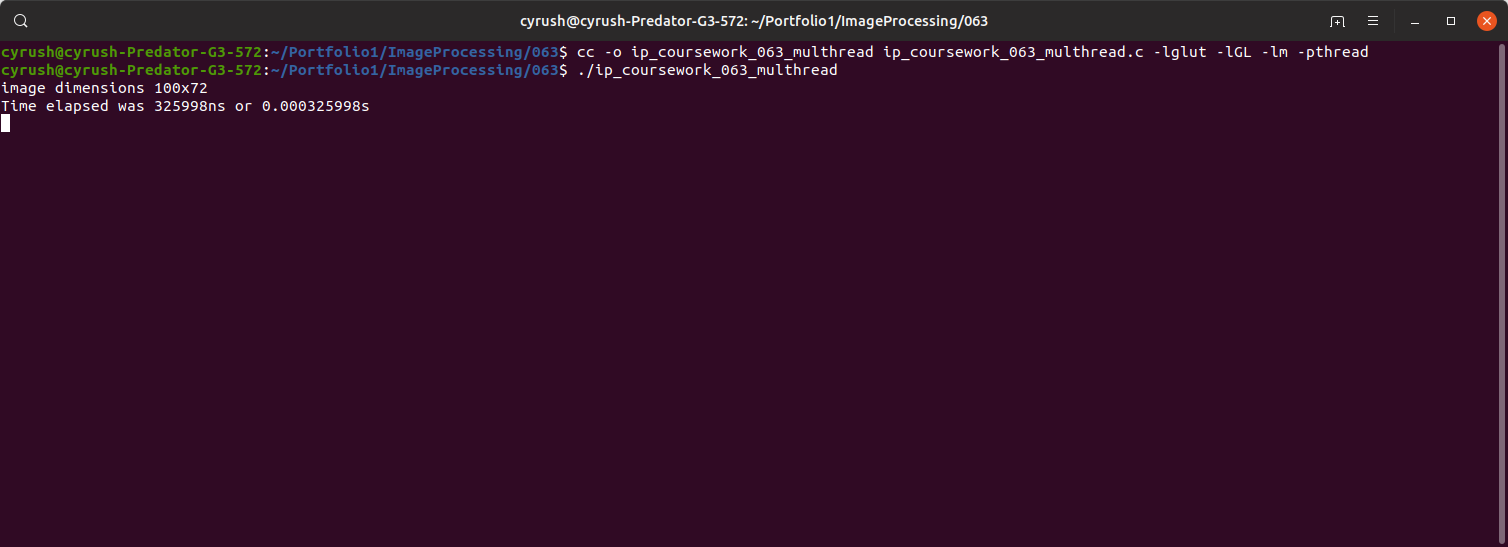 cyrush@cyrush-Predator-G3-572: ~/Portfolio1/ImageProcessing/063
cyrush@cyrush-Predator-G3-572:~/Portfolio1/ImageProcessing/063$ cc -o ip_coursework_063_multhread ip_coursework_063_multhread.c -lglut -lGL -lm -pthread
cyrush@cyrush-Predator-G3-572:~/Portfolio1/ImageProcessing/063$ ./ip_coursework_063_multhread
image dimensions 100x72
Time elapsed was 325998ns or 0.000325998s